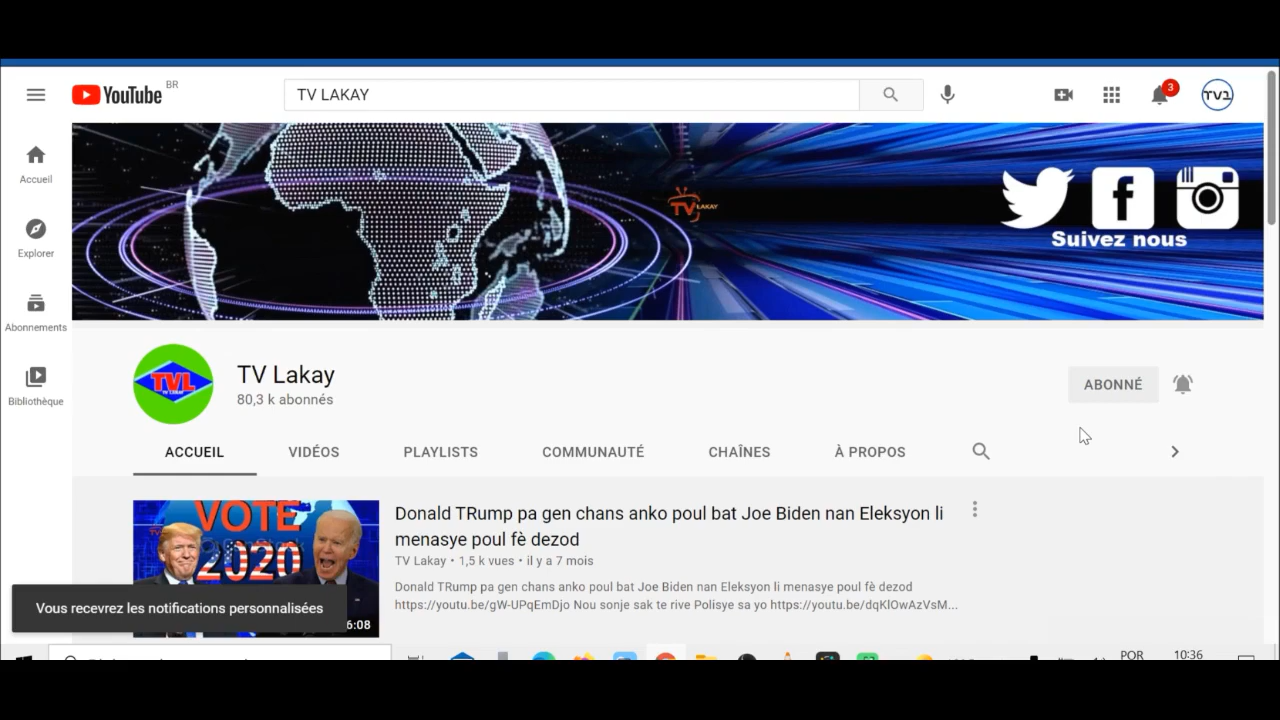 YouTube BR
TV LAKAY
3
TV1
Accueil
Explorer
Abonnements
Bibliothèque
TV LAKAY
Suivez nous
TVL
TV LAKAY
TV Lakay
80,3 k abonnés
ABONNÉ
ACCUEIL VIDÉOS PLAYLISTS COMMUNAUTÉ CHAÎNES À PROPOS
VOTE
2020
6:08
Donald TRump pa gen chans anko poul bat Joe Biden nan Eleksyon li
menasye poul fè dezod
TV Lakay • 1,5 k vues • il y a 7 mois
Donald TRump pa gen chans anko poul bat Joe Biden nan Eleksyon li menasye poul fè dezod
https://youtu.be/gW-UPqEmDjo Nou sonje sak te rive Polisye sa yo https://youtu.be/dqKlOwAzVsM...
Vous recevrez les notifications personnalisées
POR
10:36